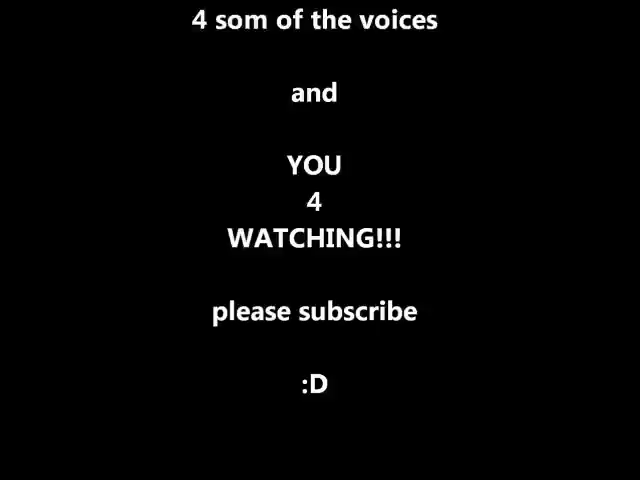 4 som of the voices
and
YOU
4
WATCHING!!!
please subscribe
:D